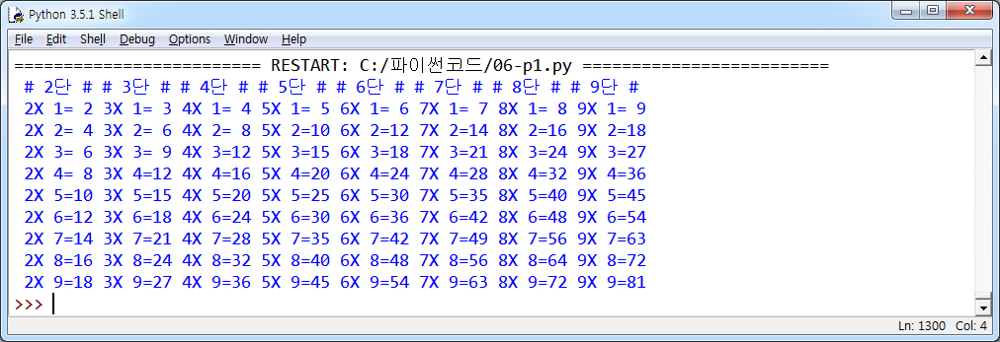 Python 3.5.1 Shell
File Edit Shell Debug Options Window Help
========================= RESTART: C:/파이썬코드/06-p1.py =========================
# 2단 # # 3단 # # 4단 # # 5단 # # 6단 # # 7단 # # 8단 # # 9단 #
2X 1= 2 3X 1= 3 4X 1= 4 5X 1= 5 6X 1= 6 7X 1= 7 8X 1= 8 9X 1= 9
2X 2= 4 3X 2= 6 4X 2= 8 5X 2=10 6X 2=12 7X 2=14 8X 2=16 9X 2=18
2X 3= 6 3X 3= 9 4X 3=12 5X 3=15 6X 3=18 7X 3=21 8X 3=24 9X 3=27
2X 4= 8 3X 4=12 4X 4=16 5X 4=20 6X 4=24 7X 4=28 8X 4=32 9X 4=36
2X 5=10 3X 5=15 4X 5=20 5X 5=25 6X 5=30 7X 5=35 8X 5=40 9X 5=45
2X 6=12 3X 6=18 4X 6=24 5X 6=30 6X 6=36 7X 6=42 8X 6=48 9X 6=54
2X 7=14 3X 7=21 4X 7=28 5X 7=35 6X 7=42 7X 7=49 8X 7=56 9X 7=63
2X 8=16 3X 8=24 4X 8=32 5X 8=40 6X 8=48 7X 8=56 8X 8=64 9X 8=72
2X 9=18 3X 9=27 4X 9=36 5X 9=45 6X 9=54 7X 9=63 8X 9=72 9X 9=81
>>>
Ln: 1300 Col: 4